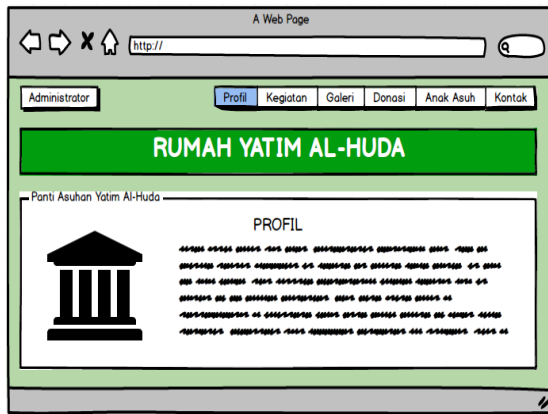 A Web Page
http://
Administrator
Profil Kegiatan Galeri Donasi Anak Asuh Kontak
RUMAH YATIM AL-HUDA
Panti Asuhan Yatim Al-Huda
PROFIL